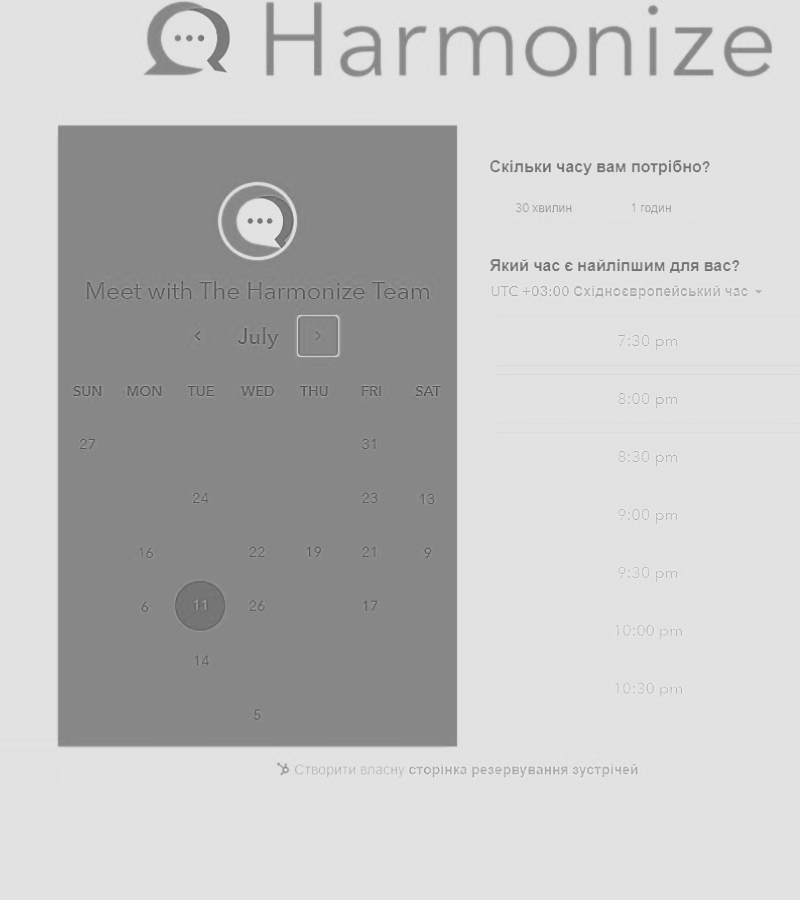 Harmonize
Meet with The Harmonize Team
July
SUN MON TUE WED THU FRI SAT
27 31
24 23 13
16 22 19 21 9
6 11 26 17
14
5
Скільки часу вам потрібно?
30 хвилин 1 годин
Який час є найліпшим для вас?
UTC +03:00 Східноєвропейський час
7:30 pm
8:00 pm
8:30 pm
9:00 pm
9:30 pm
10:00 pm
10:30 pm
Створити власну сторінка резервування зустрічей